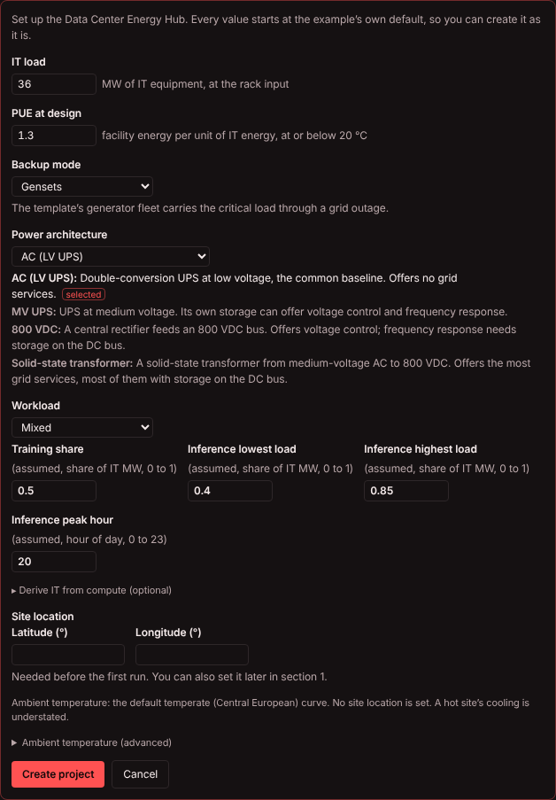 Set up the Data Center Energy Hub. Every value starts at the example's own default, so you can create it as
it is.
IT load
36 MW of IT equipment, at the rack input
PUE at design
1.3 facility energy per unit of IT energy, at or below 20 °C
Backup mode
Gensets
The template's generator fleet carries the critical load through a grid outage.
Power architecture
AC (LV UPS)
AC (LV UPS): Double-conversion UPS at low voltage, the common baseline. Offers no grid
services. selected
MV UPS: UPS at medium voltage. Its own storage can offer voltage control and frequency response.
800 VDC: A central rectifier feeds an 800 VDC bus. Offers voltage control; frequency response needs
storage on the DC bus.
Solid-state transformer: A solid-state transformer from medium-voltage AC to 800 VDC. Offers the most
grid services, most of them with storage on the DC bus.
Workload
Mixed
Training share Inference lowest load Inference highest load
(assumed, share of IT MW, 0 to 1) (assumed, share of IT MW, 0 to 1) (assumed, share of IT MW, 0 to 1)
0.5 0.4 0.85
Inference peak hour
(assumed, hour of day, 0 to 23)
20
▸ Derive IT from compute (optional)
Site location
Latitude (°) Longitude (°)
Needed before the first run. You can also set it later in section 1.
Ambient temperature: the default temperate (Central European) curve. No site location is set. A hot site's cooling is
understated.
▸ Ambient temperature (advanced)
Create project Cancel